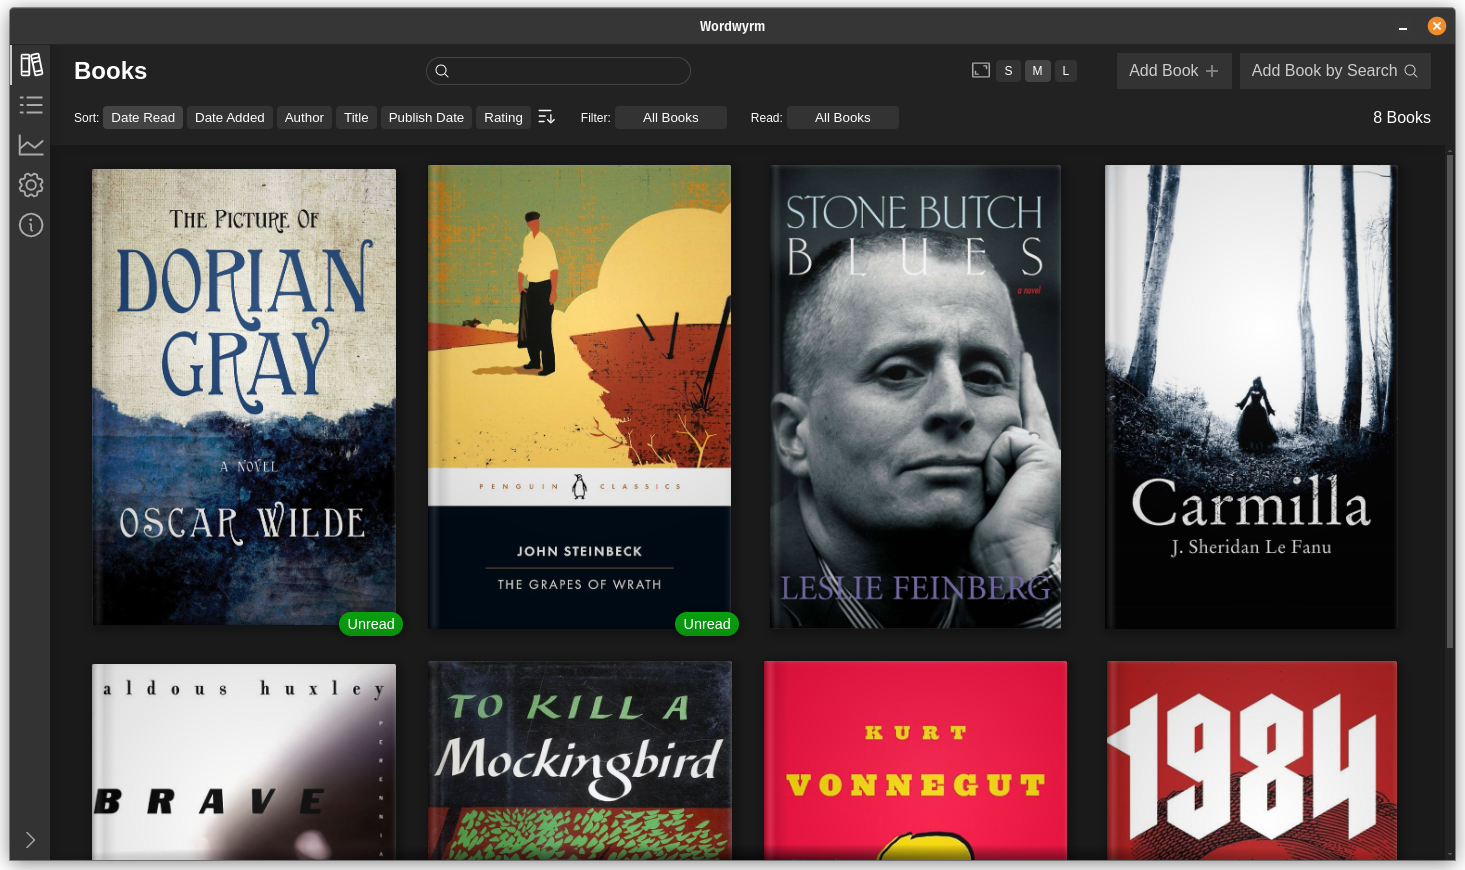 Wordwyrm
Books
S M L
Add Book
Add Book by Search
Sort: Date Read Date Added Author Title Publish Date Rating
Filter: All Books
Read: All Books
8 Books
THE PICTURE OF
DORIAN
GRAY
A NOVEL
OSCAR WILDE
Unread
PENGUIN CLASSICS
JOHN STEINBECK
THE GRAPES OF WRATH
Unread
STONE BUTCH
BLUES
a novel
LESLIE FEINBERG
Carmilla
J. Sheridan Le Fanu
aldous huxley
PERENNIA
BRAVE
TO KILL A
Mockingbird
KURT
VONNEGUT
1984